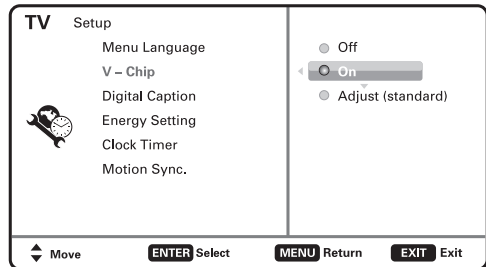 TV Setup
Menu Language
V – Chip
Digital Caption
Energy Setting
Clock Timer
Motion Sync.
Off
On
Adjust (standard)
Move ENTER Select MENU Return EXIT Exit